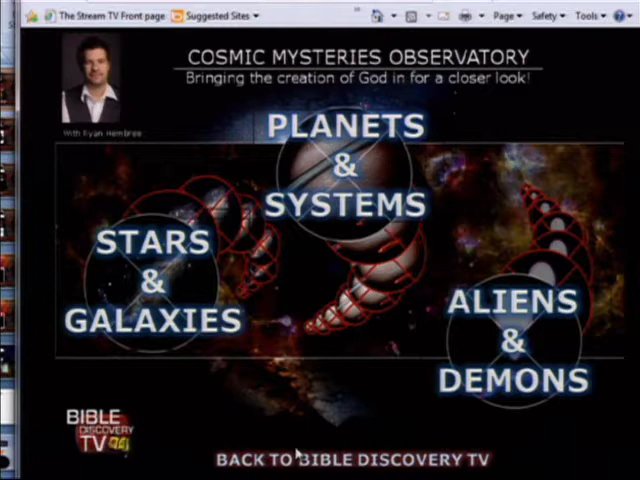 The Stream TV Front page
Suggested Sites
Page
Safety
Tools
COSMIC MYSTERIES OBSERVATORY
Bringing the creation of God in for a closer look!
With Ryan Hembree
PLANETS
&
SYSTEMS
STARS
&
GALAXIES
ALIENS
&
DEMONS
BIBLE
DISCOVERY
TV
BACK TO BIBLE DISCOVERY TV